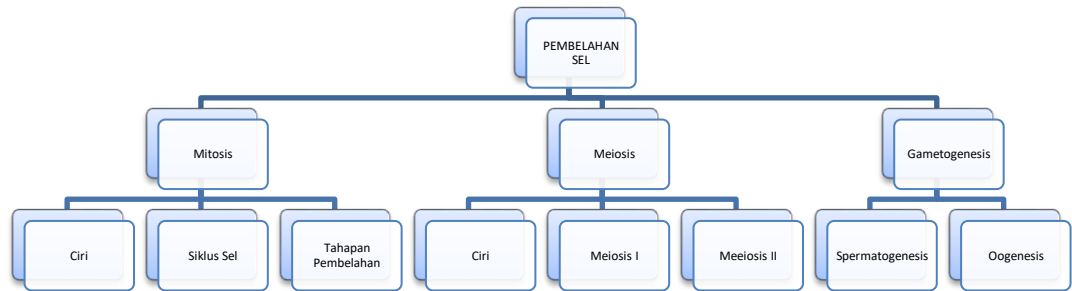 PEMBELAHAN
SEL
Mitosis
Meiosis
Gametogenesis
Ciri
Siklus Sel
Tahapan
Pembelahan
Ciri
Meiosis I
Meeiosis II
Spermatogenesis
Oogenesis